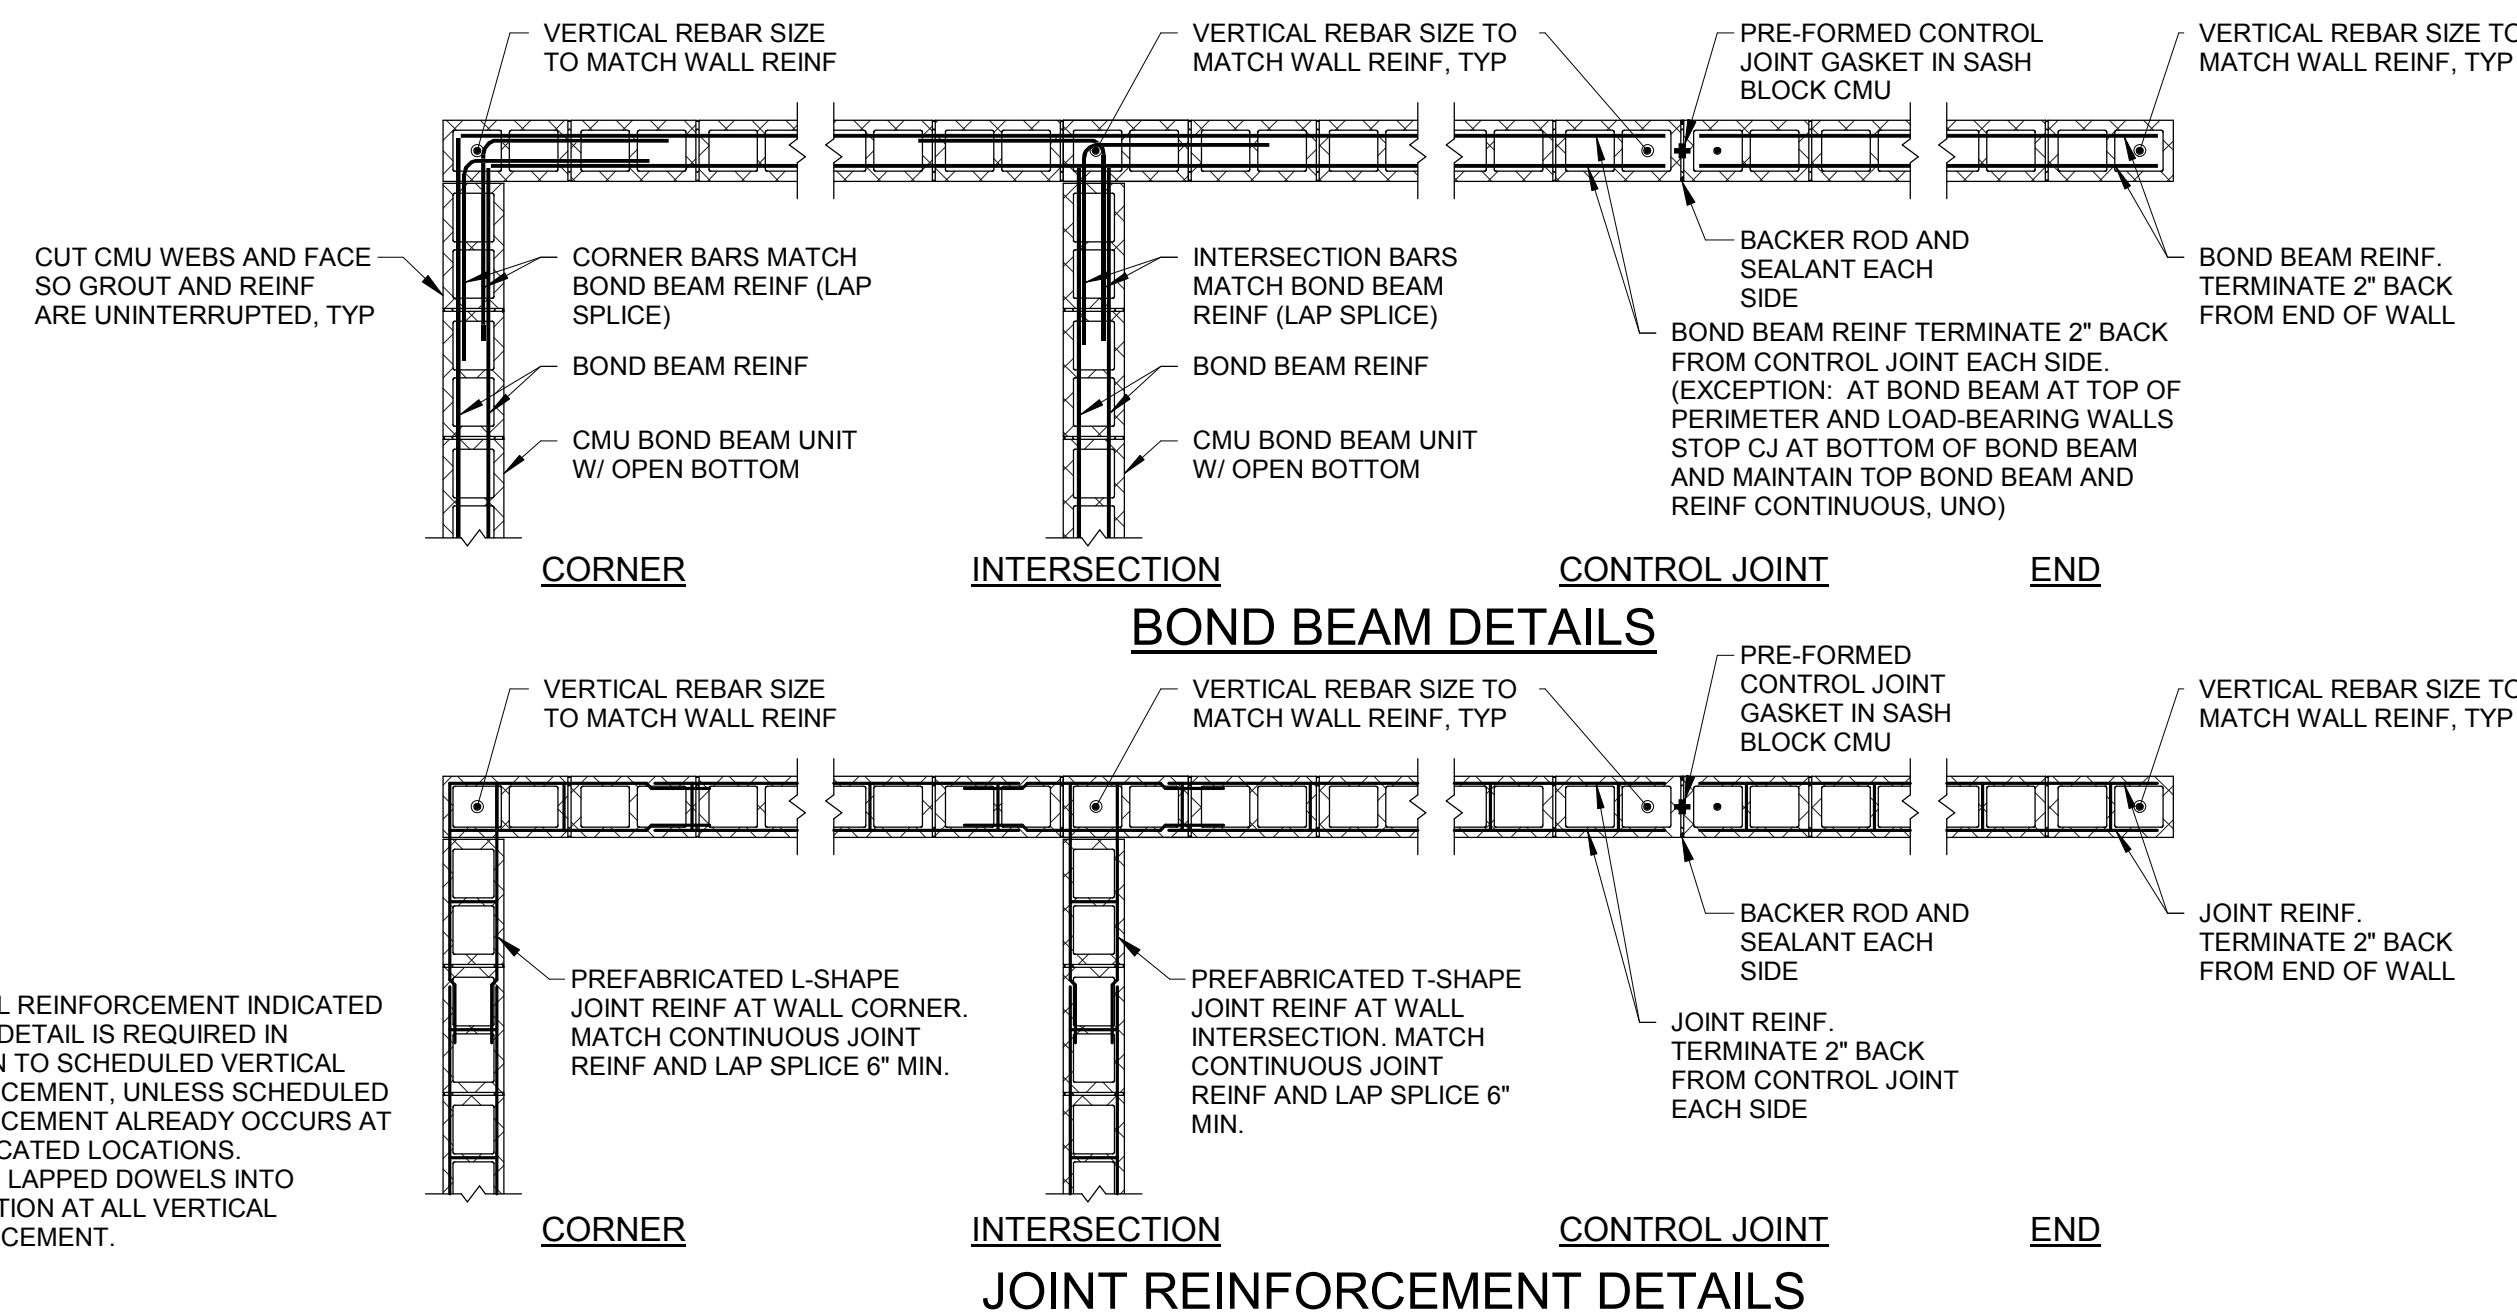 VERTICAL REBAR SIZE
TO MATCH WALL REINF
VERTICAL REBAR SIZE TO
MATCH WALL REINF, TYP
PRE-FORMED CONTROL
JOINT GASKET IN SASH
BLOCK CMU
VERTICAL REBAR SIZE TO
MATCH WALL REINF, TYP
CUT CMU WEBS AND FACE
SO GROUT AND REINF
ARE UNINTERRUPTED, TYP
CORNER BARS MATCH
BOND BEAM REINF (LAP
SPLICE)
BOND BEAM REINF
CMU BOND BEAM UNIT
W/ OPEN BOTTOM
INTERSECTION BARS
MATCH BOND BEAM
REINF (LAP SPLICE)
BOND BEAM REINF
CMU BOND BEAM UNIT
W/ OPEN BOTTOM
BACKER ROD AND
SEALANT EACH
SIDE
BOND BEAM REINF TERMINATE 2" BACK
FROM CONTROL JOINT EACH SIDE.
(EXCEPTION: AT BOND BEAM AT TOP OF
PERIMETER AND LOAD-BEARING WALLS
STOP CJ AT BOTTOM OF BOND BEAM
AND MAINTAIN TOP BOND BEAM AND
REINF CONTINUOUS, UNO)
BOND BEAM REINF.
TERMINATE 2" BACK
FROM END OF WALL
CORNER
INTERSECTION
CONTROL JOINT
END
BOND BEAM DETAILS
VERTICAL REBAR SIZE
TO MATCH WALL REINF
VERTICAL REBAR SIZE TO
MATCH WALL REINF, TYP
PRE-FORMED
CONTROL JOINT
GASKET IN SASH
BLOCK CMU
VERTICAL REBAR SIZE TO
MATCH WALL REINF, TYP
L REINFORCEMENT INDICATED
DETAIL IS REQUIRED IN
N TO SCHEDULED VERTICAL
CEMENT, UNLESS SCHEDULED
CEMENT ALREADY OCCURS AT
CATED LOCATIONS.
LAPPED DOWELS INTO
TION AT ALL VERTICAL
CEMENT.
PREFABRICATED L-SHAPE
JOINT REINF AT WALL CORNER.
MATCH CONTINUOUS JOINT
REINF AND LAP SPLICE 6" MIN.
PREFABRICATED T-SHAPE
JOINT REINF AT WALL
INTERSECTION. MATCH
CONTINUOUS JOINT
REINF AND LAP SPLICE 6"
MIN.
BACKER ROD AND
SEALANT EACH
SIDE
JOINT REINF.
TERMINATE 2" BACK
FROM CONTROL JOINT
EACH SIDE
JOINT REINF.
TERMINATE 2" BACK
FROM END OF WALL
CORNER
INTERSECTION
CONTROL JOINT
END
JOINT REINFORCEMENT DETAILS